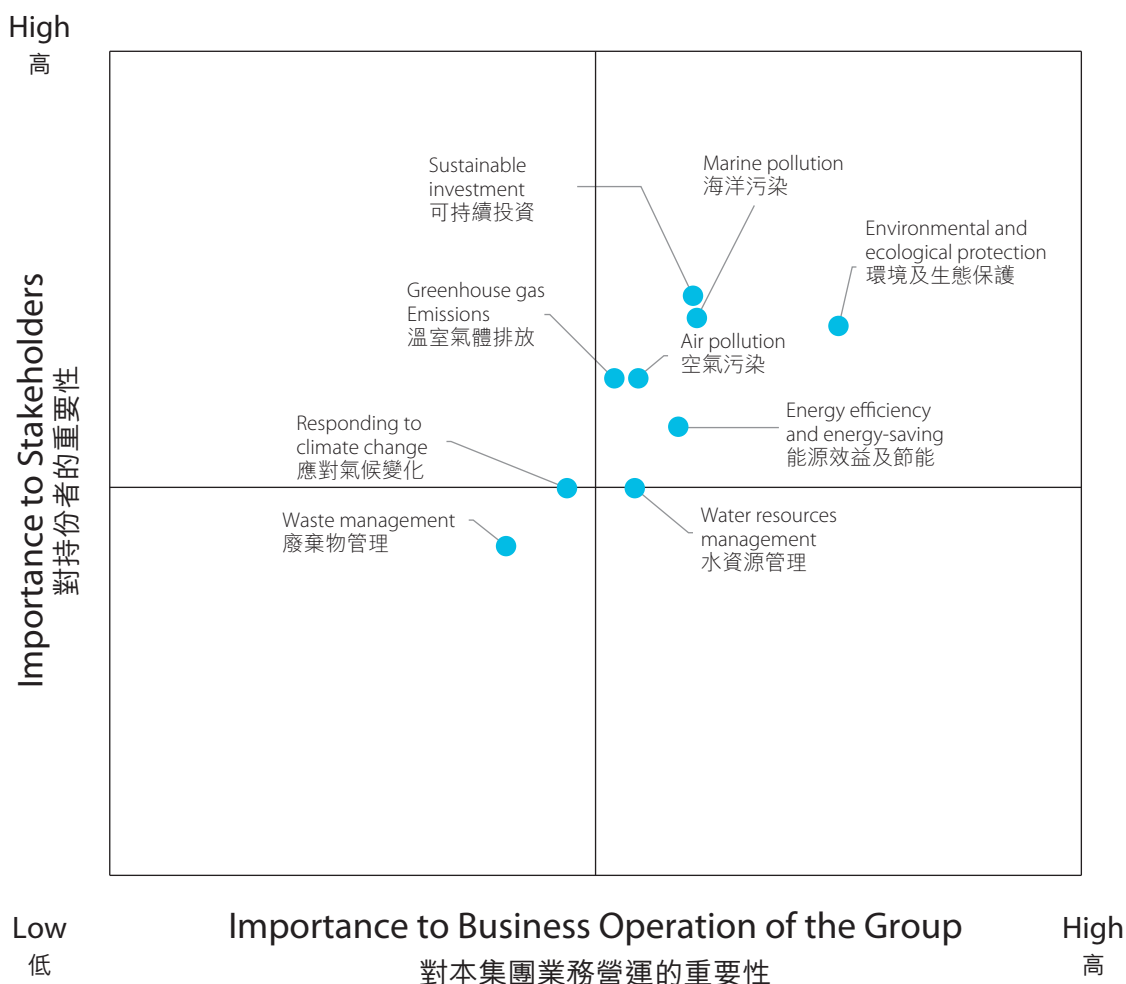 High
高
Sustainable
investment
可持續投資
Marine pollution
海洋污染
Environmental and
ecological protection
環境及生態保護
Greenhouse gas
Emissions
溫室氣體排放
Air pollution
空氣污染
Energy efficiency
and energy-saving
能源效益及節能
Responding to
climate change
應對氣候變化
Waste management
廢棄物管理
Water resources
management
水資源管理
Importance to Stakeholders
對持份者的重要性
Low
低
Importance to Business Operation of the Group
對本集團業務營運的重要性
High
高